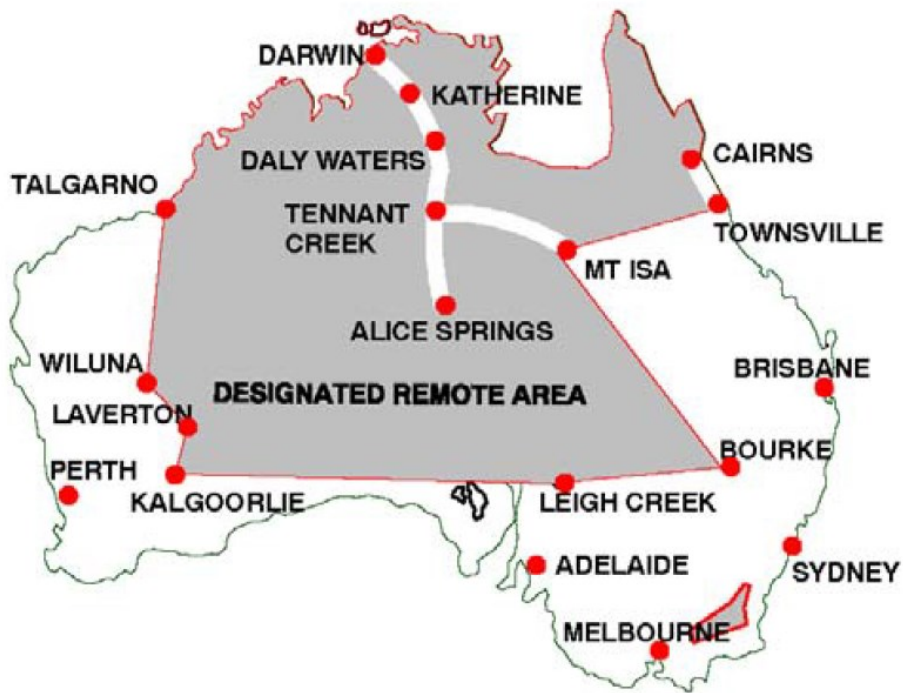 DARWIN
KATHERINE
DALY WATERS
CAIRNS
TALGARNO
TENNANT
CREEK
TOWNSVILLE
MT ISA
ALICE SPRINGS
WILUNA
BRISBANE
DESIGNATED REMOTE AREA
LAVERTON
BOURKE
PERTH
KALGOORLIE
LEIGH CREEK
ADELAIDE
SYDNEY
MELBOURNE